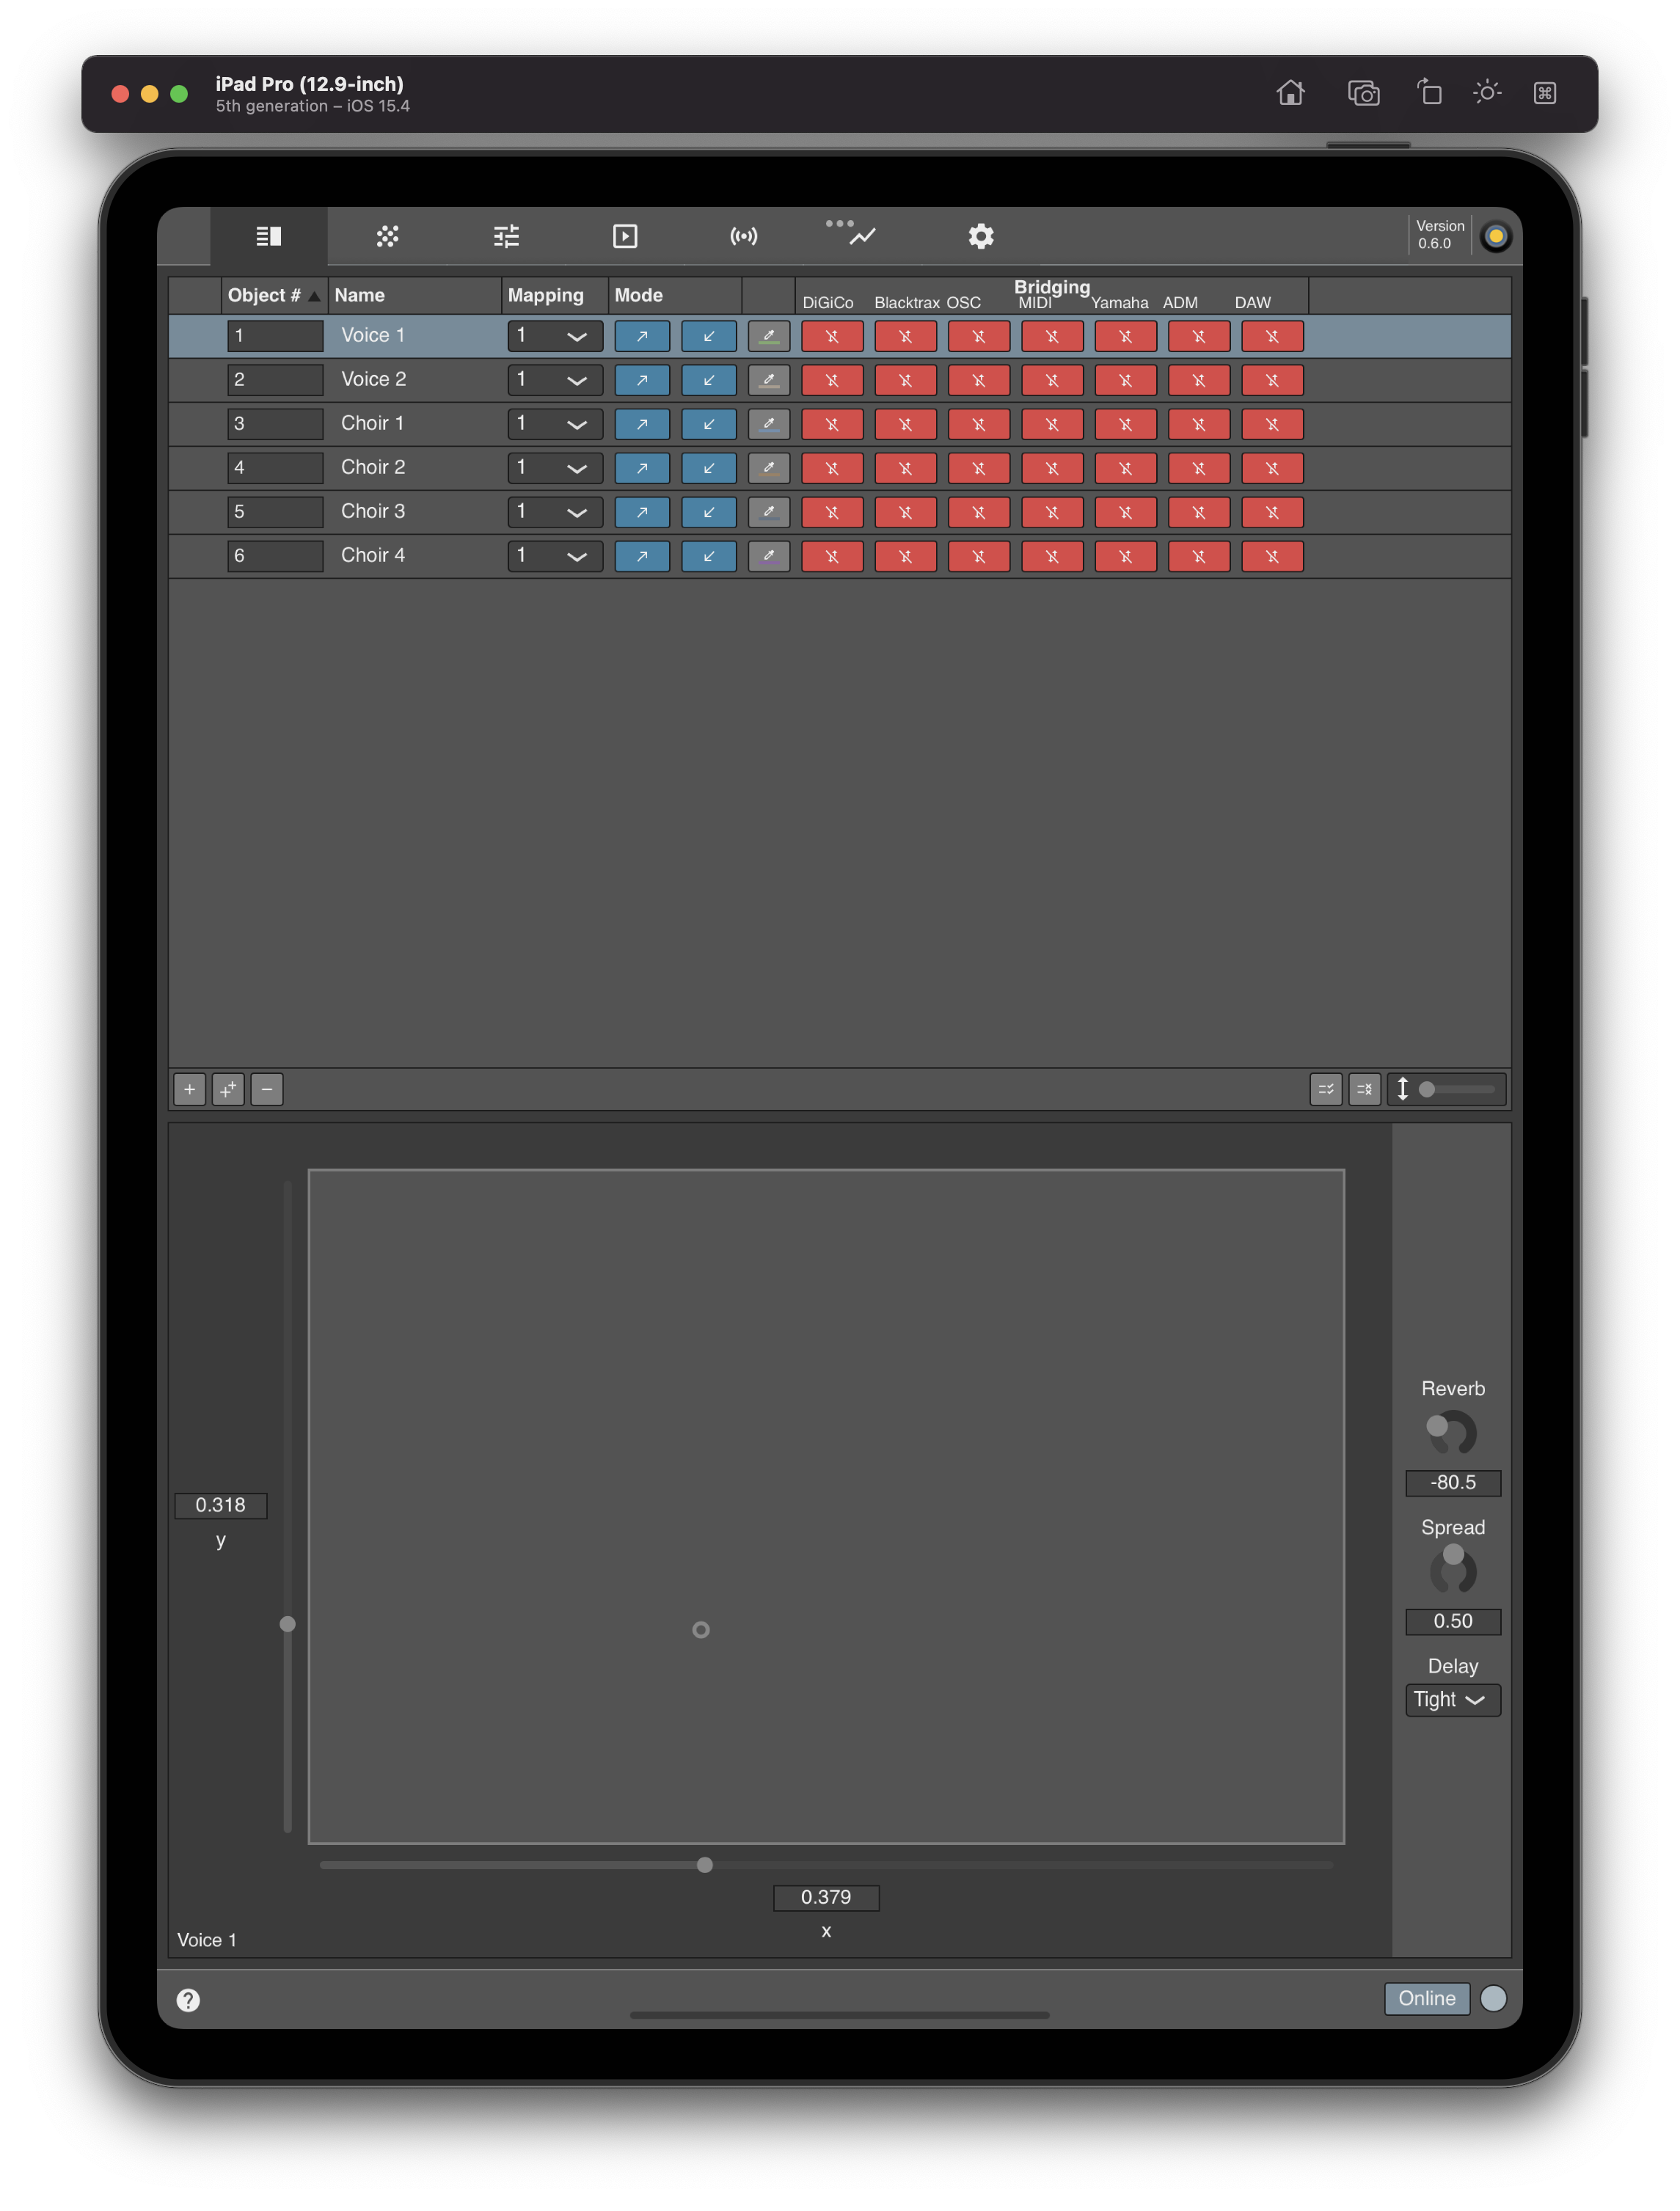 iPad Pro (12.9-inch)
5th generation – iOS 15.4
Version
0.6.0
Object # Name Mapping Mode Bridging
DiGiCo Blacktrax OSC MIDI Yamaha ADM DAW
1 Voice 1 1
2 Voice 2 1
3 Choir 1 1
4 Choir 2 1
5 Choir 3 1
6 Choir 4 1
Reverb
-80.5
Spread
0.50
Delay
Tight
0.318
y
0.379
x
Voice 1
Online